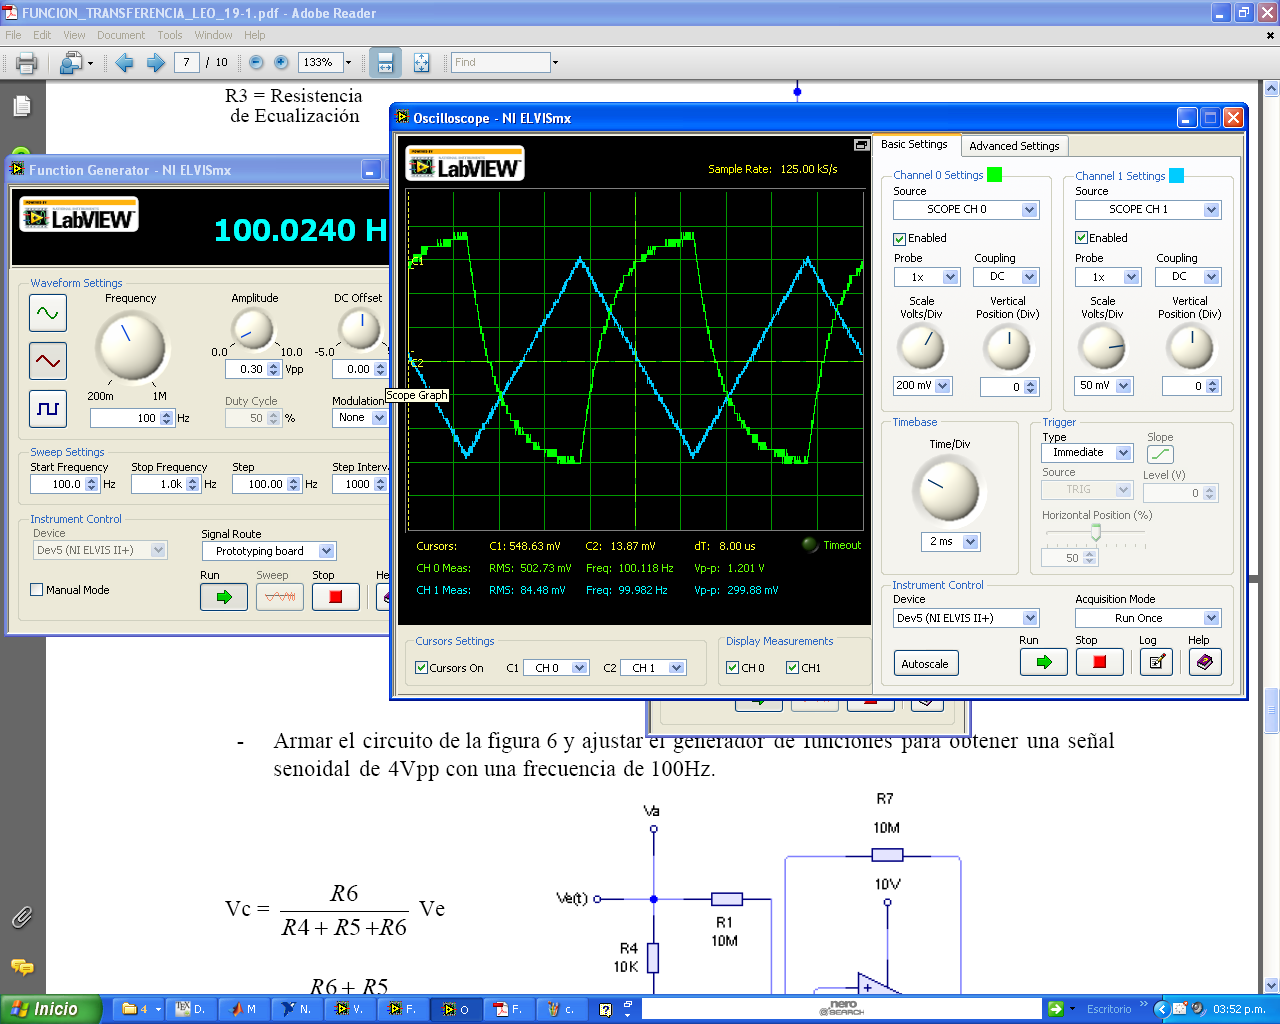 FUNCION_TRANSFERENCIA_LEO_19-1.pdf - Adobe Reader
File Edit View Document Tools Window Help
7 / 10 133% Find
R3 = Resistencia
de Ecualización
Function Generator - NI ELVISmx
POWERED BY
LabVIEW
100.0240 H
Waveform Settings
Frequency
200m 1M
100 Hz
Amplitude
0.0 10.0
0.30 Vpp
DC Offset
-5.0
0.00
Duty Cycle
50 %
Modulation
None
Sweep Settings
Start Frequency Stop Frequency Step Step Interv
100.0 Hz 1.0k Hz 100.00 Hz 1000
Instrument Control
Device
Dev5 (NI ELVIS II+)
Signal Route
Prototyping board
Manual Mode
Run Sweep Stop He
Oscilloscope - NI ELVISmx
POWERED BY
NATIONAL INSTRUMENTS
LabVIEW
Sample Rate: 125.00 kS/s
C1
C2
Scope Graph
Cursors: C1: 548.63 mV C2: 13.87 mV dT: 8.00 us Timeout
CH 0 Meas: RMS: 502.73 mV Freq: 100.118 Hz Vp-p: 1.201 V
CH 1 Meas: RMS: 84.48 mV Freq: 99.982 Hz Vp-p: 299.88 mV
Cursors Settings
Cursors On C1 CH 0 C2 CH 1
Display Measurements
CH 0 CH1
Basic Settings Advanced Settings
Channel 0 Settings
Source
SCOPE CH 0
Enabled
Probe Coupling
1x DC
Scale Vertical
Volts/Div Position (Div)
200 mV 0
Channel 1 Settings
Source
SCOPE CH 1
Enabled
Probe Coupling
1x DC
Scale Vertical
Volts/Div Position (Div)
50 mV 0
Timebase
Time/Div
2 ms
Trigger
Type Slope
Immediate
Source Level (V)
TRIG 0
Horizontal Position (%)
50
Instrument Control
Device Acquisition Mode
Dev5 (NI ELVIS II+) Run Once
Run Stop Log Help
Autoscale
- Armar el circuito de la figura 6 y ajustar el generador de funciones para obtener una señal
senoidal de 4Vpp con una frecuencia de 100Hz.
Vc = R6 Ve
R4 + R5 +R6
R6 + R5
Va
R7
10M
10V
Ve(t)
R1
10M
R4
10K
+
Inicio 4 D. M N. V. F. O F. c. nero SEARCH Escritorio 03:52 p.m.